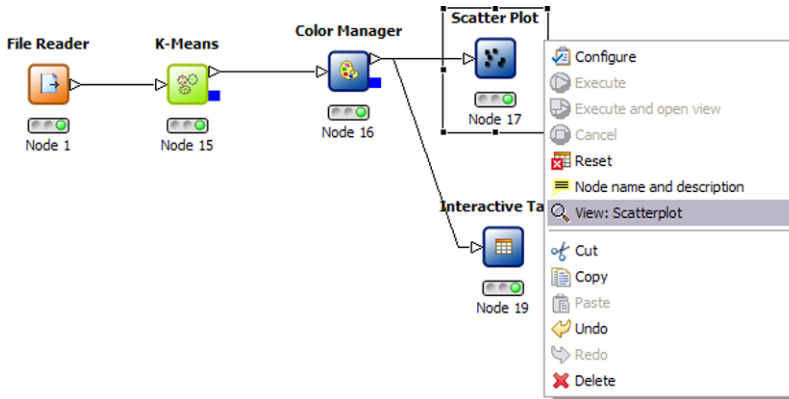 Scatter Plot
Color Manager
File Reader
K-Means
Node 1
Node 15
Node 16
Node 17
Interactive Ta
Node 19
Configure
Execute
Execute and open view
Cancel
Reset
Node name and description
View: Scatterplot
Cut
Copy
Paste
Undo
Redo
Delete